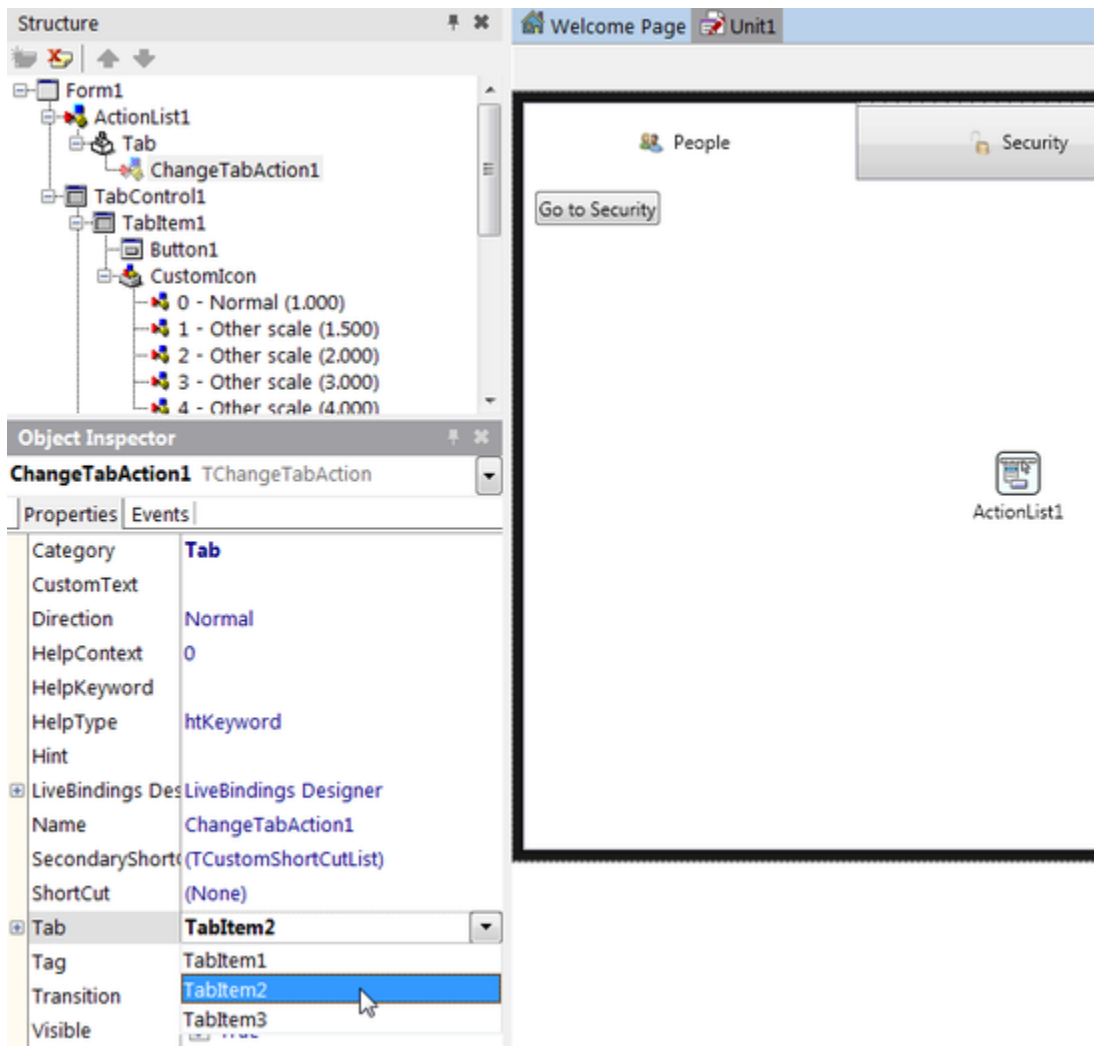 Structure
Form1
ActionList1
Tab
ChangeTabAction1
TabControl1
TabItem1
Button1
CustomIcon
0 - Normal (1.000)
1 - Other scale (1.500)
2 - Other scale (2.000)
3 - Other scale (3.000)
4 - Other scale (4.000)
Object Inspector
ChangeTabAction1 TChangeTabAction
Properties Events
Category Tab
CustomText
Direction Normal
HelpContext 0
HelpKeyword
HelpType htKeyword
Hint
LiveBindings Des LiveBindings Designer
Name ChangeTabAction1
SecondaryShort (TCustomShortCutList)
ShortCut (None)
Tab TabItem2
Tag TabItem1
Transition TabItem2
Visible TabItem3
Welcome Page Unit1
People Security
Go to Security
ActionList1